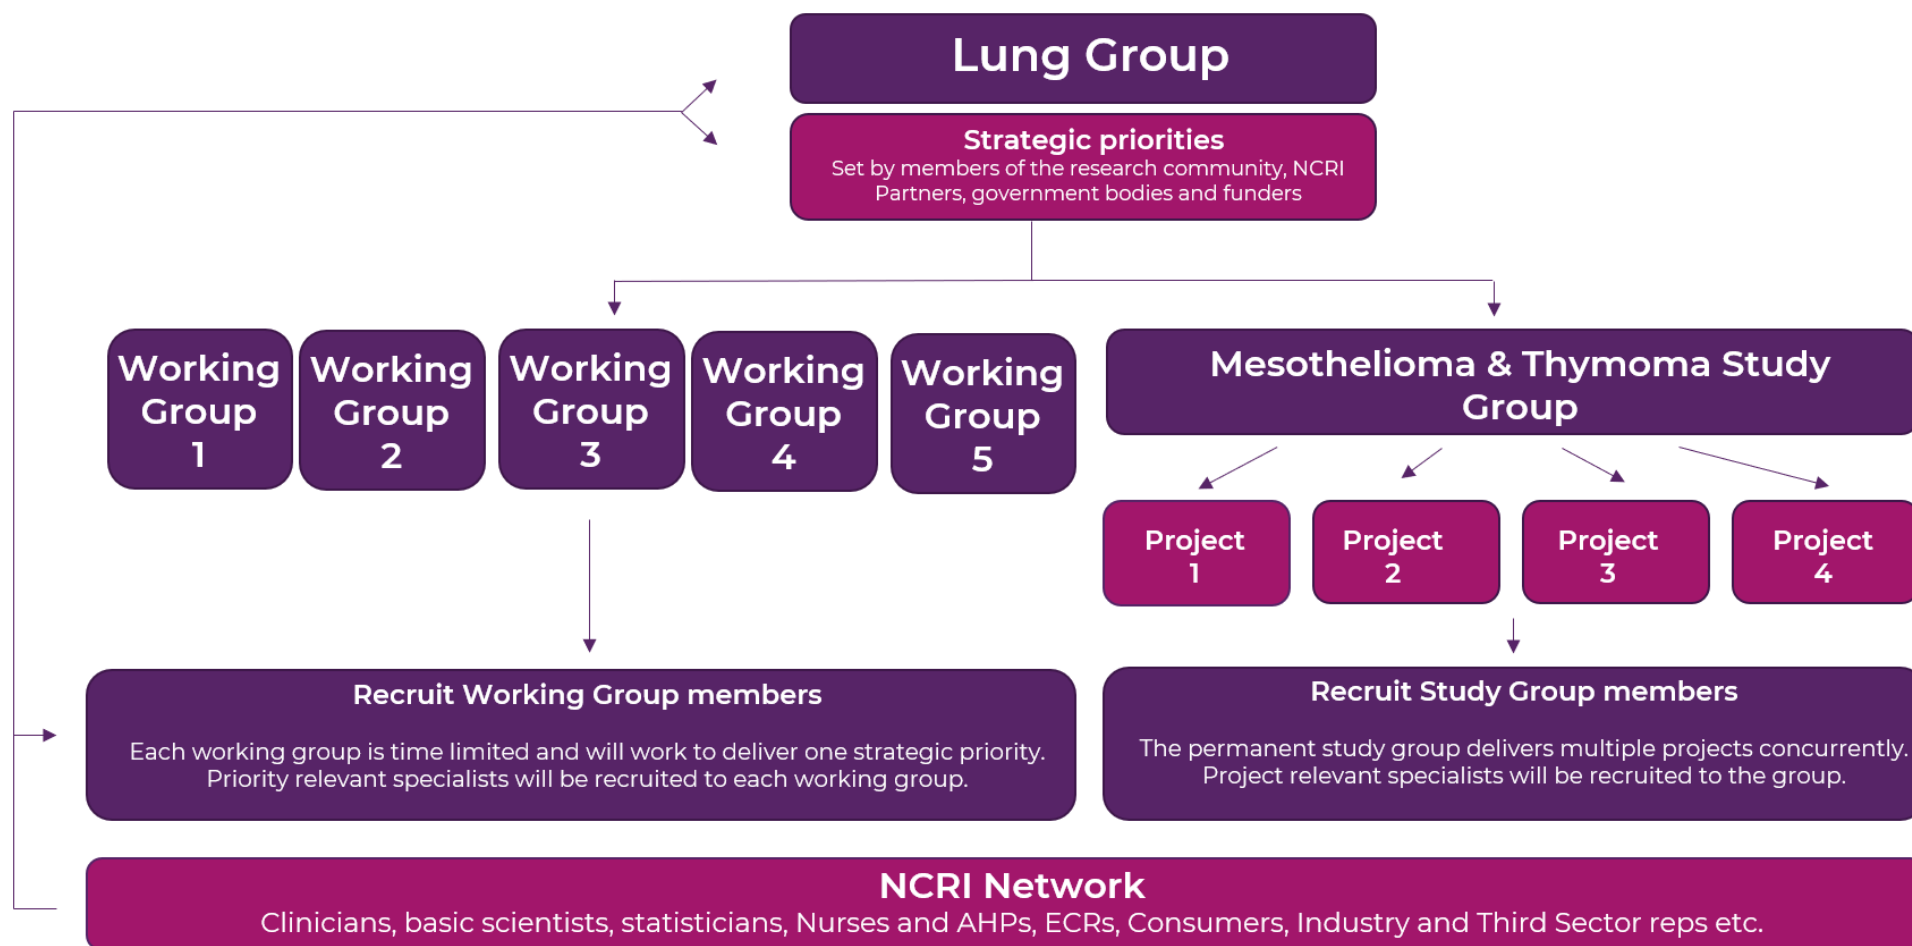 Lung Group
Strategic priorities
Set by members of the research community, NCRI
Partners, government bodies and funders
Working
Group
1
Working
Group
2
Working
Group
3
Working
Group
4
Working
Group
5
Mesothelioma & Thymoma Study
Group
Project
1
Project
2
Project
3
Project
4
Recruit Working Group members
Each working group is time limited and will work to deliver one strategic priority.
Priority relevant specialists will be recruited to each working group.
Recruit Study Group members
The permanent study group delivers multiple projects concurrently.
Project relevant specialists will be recruited to the group.
NCRI Network
Clinicians, basic scientists, statisticians, Nurses and AHPs, ECRs, Consumers, Industry and Third Sector reps etc.